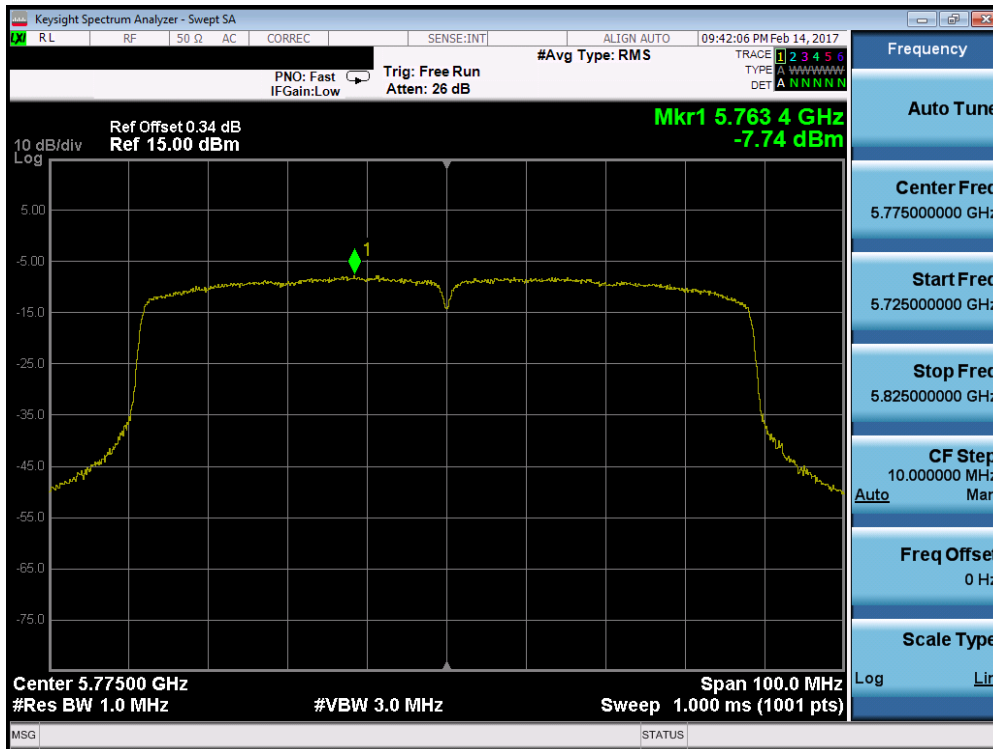 Keysight Spectrum Analyzer - Swept SA
LXI RL RF 50 Ω AC CORREC SENSE:INT ALIGN AUTO 09:42:06 PM Feb 14, 2017
#Avg Type: RMS
TRACE 1 2 3 4 5 6
PNO: Fast Trig: Free Run
TYPE A WWWWW
IFGain:Low Atten: 26 dB
DET A N N N N N
Frequency
Mkr1 5.763 4 GHz
-7.74 dBm
Ref Offset 0.34 dB
10 dB/div Ref 15.00 dBm
Log
5.00
-5.00
-15.0
-25.0
-35.0
-45.0
-55.0
-65.0
-75.0
1
Center 5.77500 GHz Span 100.0 MHz
#Res BW 1.0 MHz #VBW 3.0 MHz Sweep 1.000 ms (1001 pts)
Auto Tune
Center Freq
5.775000000 GHz
Start Freq
5.725000000 GHz
Stop Freq
5.825000000 GHz
CF Step
10.000000 MHz
Auto Man
Freq Offset
0 Hz
Scale Type
Log Lin
MSG STATUS